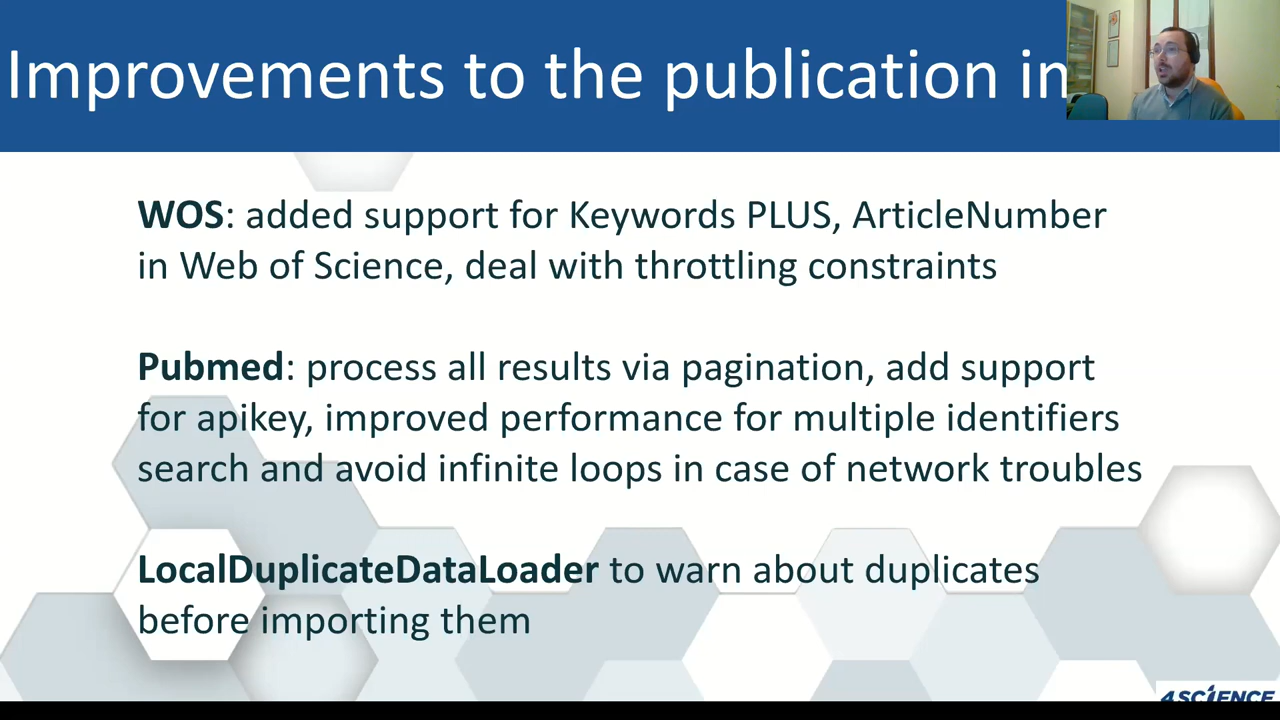 Improvements to the publication in
WOS: added support for Keywords PLUS, ArticleNumber
in Web of Science, deal with throttling constraints
Pubmed: process all results via pagination, add support
for apikey, improved performance for multiple identifiers
search and avoid infinite loops in case of network troubles
LocalDuplicateDataLoader to warn about duplicates
before importing them
4SCIENCE